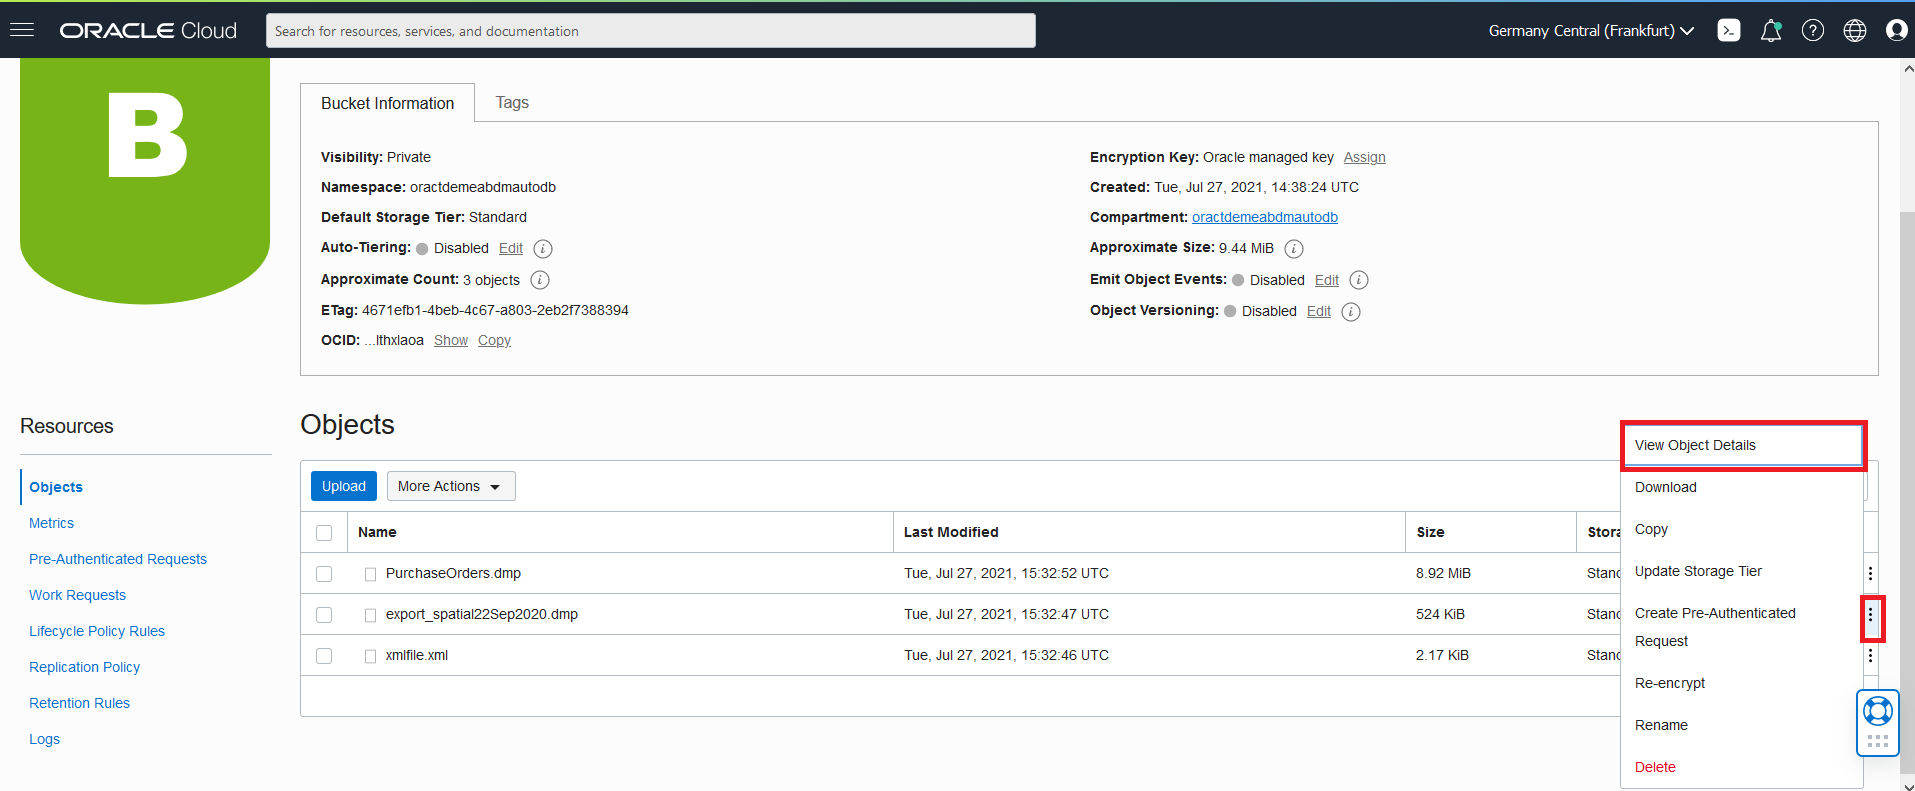 ORACLE Cloud
Search for resources, services, and documentation
Germany Central (Frankfurt)
B
Bucket Information
Tags
Visibility: Private
Namespace: oractdemeabdmautodb
Default Storage Tier: Standard
Auto-Tiering: Disabled Edit
Approximate Count: 3 objects
ETag: 4671efb1-4beb-4c67-a803-2eb2f7388394
OCID: ...lthxlaoa Show Copy
Encryption Key: Oracle managed key Assign
Created: Tue, Jul 27, 2021, 14:38:24 UTC
Compartment: oractdemeabdmautodb
Approximate Size: 9.44 MiB
Emit Object Events: Disabled Edit
Object Versioning: Disabled Edit
Resources
Objects
Metrics
Pre-Authenticated Requests
Work Requests
Lifecycle Policy Rules
Replication Policy
Retention Rules
Logs
Objects
Upload
More Actions
Name Last Modified Size Stora
PurchaseOrders.dmp Tue, Jul 27, 2021, 15:32:52 UTC 8.92 MiB Stanc
export_spatial22Sep2020.dmp Tue, Jul 27, 2021, 15:32:47 UTC 524 KiB Stanc
xmlfile.xml Tue, Jul 27, 2021, 15:32:46 UTC 2.17 KiB Stanc
View Object Details
Download
Copy
Update Storage Tier
Create Pre-Authenticated
Request
Re-encrypt
Rename
Delete